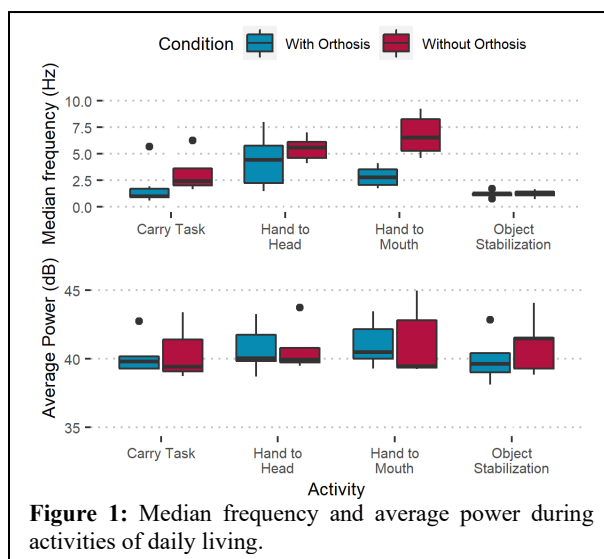 Condition With Orthosis Without Orthosis
Median frequency (Hz)
10.0
7.5
5.0
2.5
0.0
Carry Task Hand to Head Hand to Mouth Object Stabilization
Average Power (dB)
45
40
35
Carry Task Hand to Head Hand to Mouth Object Stabilization
Activity
Figure 1: Median frequency and average power during
activities of daily living.